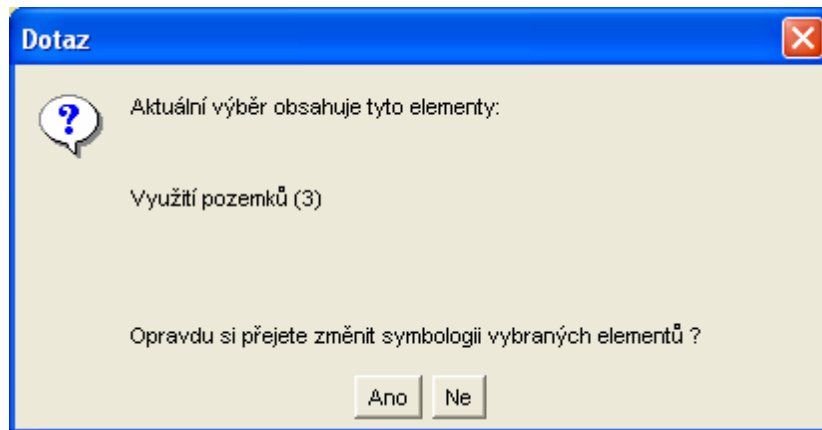 Dotaz
Aktuální výběr obsahuje tyto elementy:
Využití pozemků (3)
Opravdu si přejete změnit symbologii vybraných elementů ?
Ano Ne